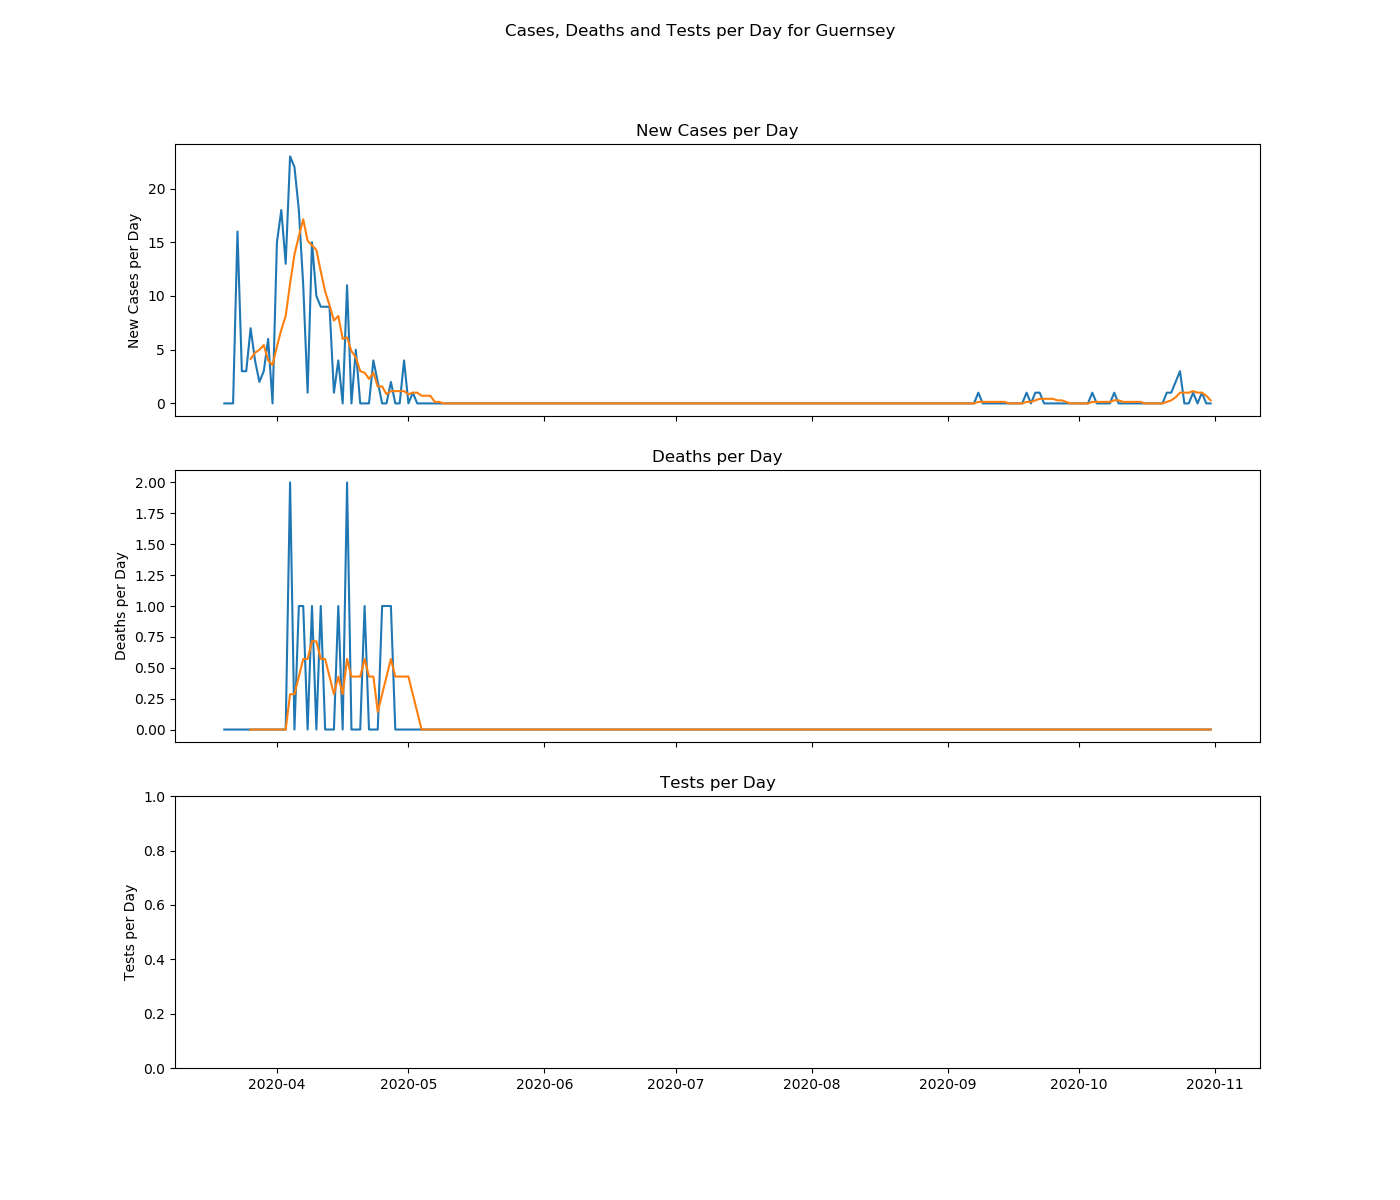 Cases, Deaths and Tests per Day for Guernsey
New Cases per Day
New Cases per Day
20
15
10
5
0
Deaths per Day
Deaths per Day
2.00
1.75
1.50
1.25
1.00
0.75
0.50
0.25
0.00
Tests per Day
Tests per Day
1.0
0.8
0.6
0.4
0.2
0.0
2020-04 2020-05 2020-06 2020-07 2020-08 2020-09 2020-10 2020-11